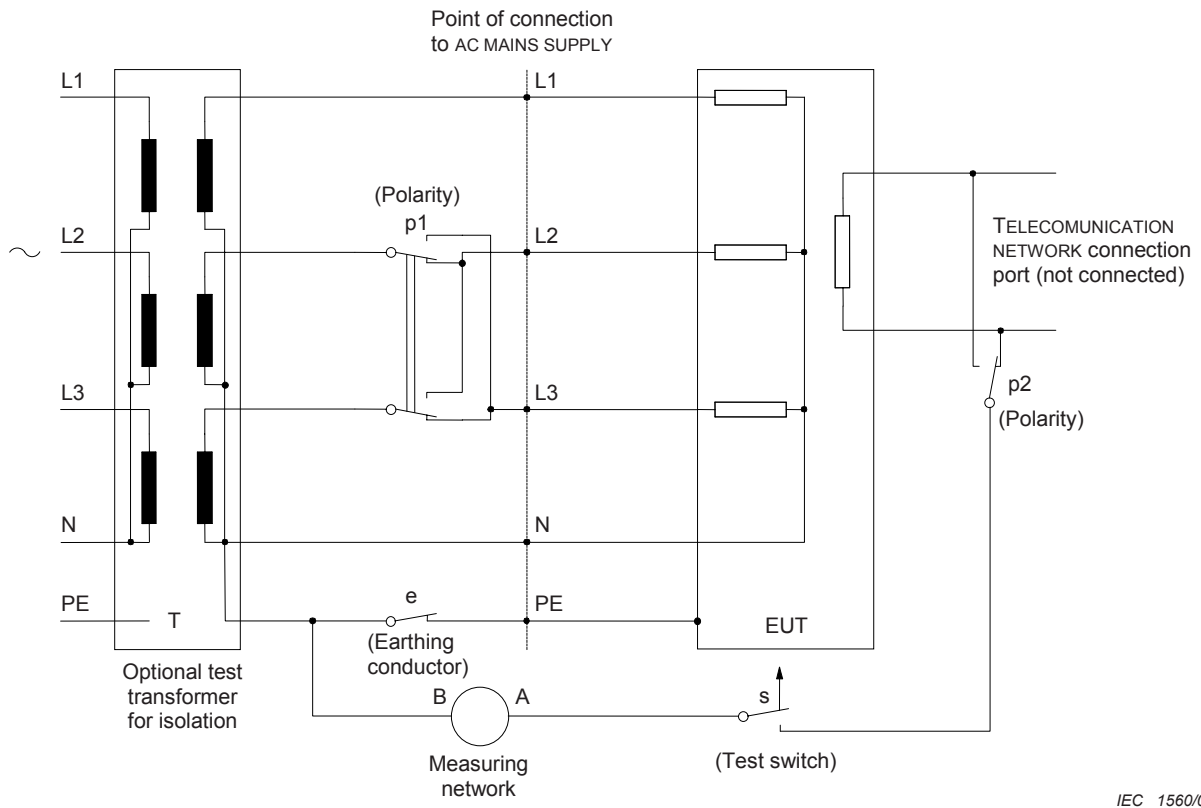 Point of connection
to AC MAINS SUPPLY
L1
L1
(Polarity)
p1
~
L2
L2
TELECOMUNICATION
NETWORK connection
port (not connected)
L3
L3
p2
(Polarity)
N
N
PE
T
e
PE
EUT
(Earthing
conductor)
Optional test
transformer
for isolation
B
A
s
Measuring
network
(Test switch)
IEC 1560/0